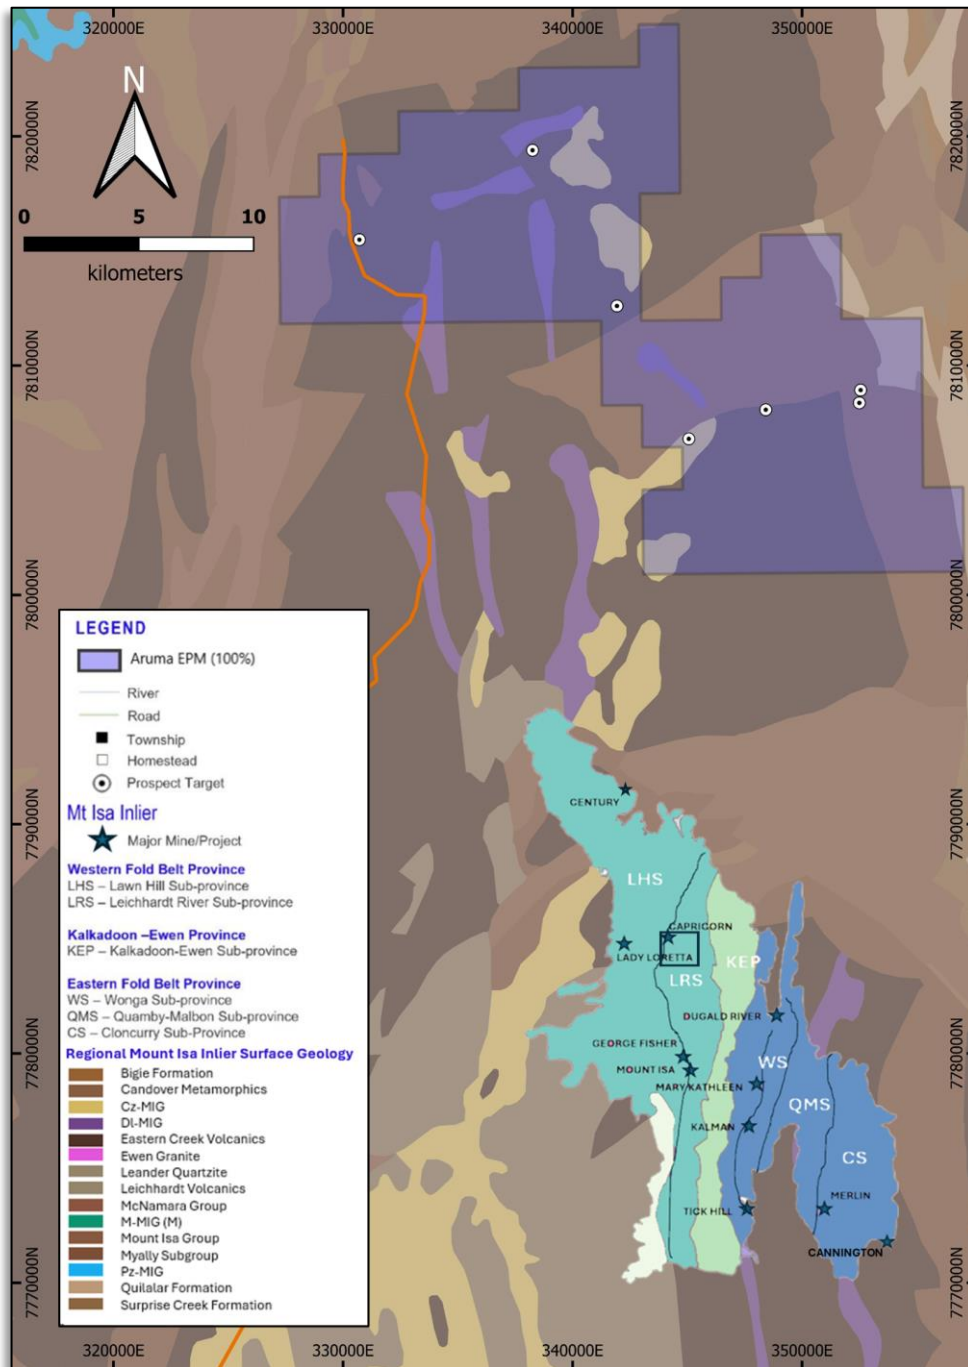 320000E 330000E 340000E 350000E
N
0 5 10
kilometers
7820000N 7820000N
7810000N 7810000N
7800000N 7800000N
7790000N 7790000N
7780000N 7780000N
7770000N 7770000N
LEGEND
Aruma EPM (100%)
River
Road
Township
Homestead
Prospect Target
Mt Isa Inlier
Major Mine/Project
Western Fold Belt Province
LHS – Lawn Hill Sub-province
LRS – Leichhardt River Sub-province
Kalkadoon –Ewen Province
KEP – Kalkadoon-Ewen Sub-province
Eastern Fold Belt Province
WS – Wonga Sub-province
QMS – Quamby-Malbon Sub-province
CS – Cloncurry Sub-Province
Regional Mount Isa Inlier Surface Geology
Bigie Formation
Candover Metamorphics
Cz-MIG
Dl-MIG
Eastern Creek Volcanics
Ewen Granite
Leander Quartzite
Leichhardt Volcanics
McNamara Group
M-MIG (M)
Mount Isa Group
Myally Subgroup
Pz-MIG
Quilalar Formation
Surprise Creek Formation
CENTURY
LHS
CAPRICORN
LADY LORETTA
KEP
LRS
DUGALD RIVER
GEORGE FISHER
MOUNT ISA
WS
MARY KATHLEEN
QMS
KALMAN
CS
MERLIN
TICK HILL
CANNINGTON
320000E 330000E 340000E 350000E